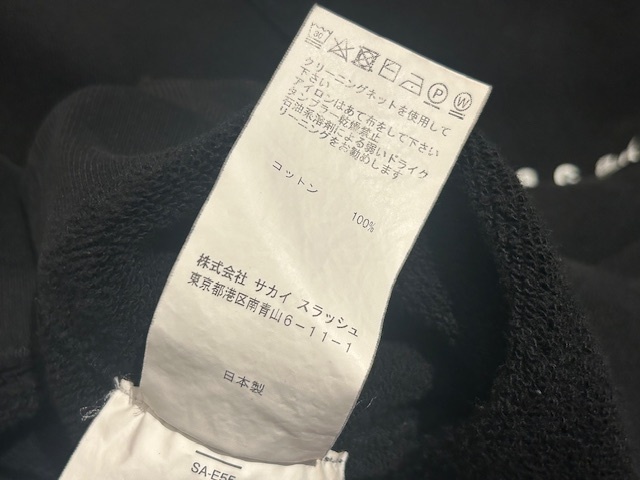 30
P
W
クリーニングネットを使用して
下さい
アイロンはあて布をして下さい
タンブラー乾燥禁止
石油系溶剤による弱いドライク
リーニングをお勧めします
コットン
100%
株式会社 サカイ スラッシュ
東京都港区南青山6-11-1
日本製
SA-E55